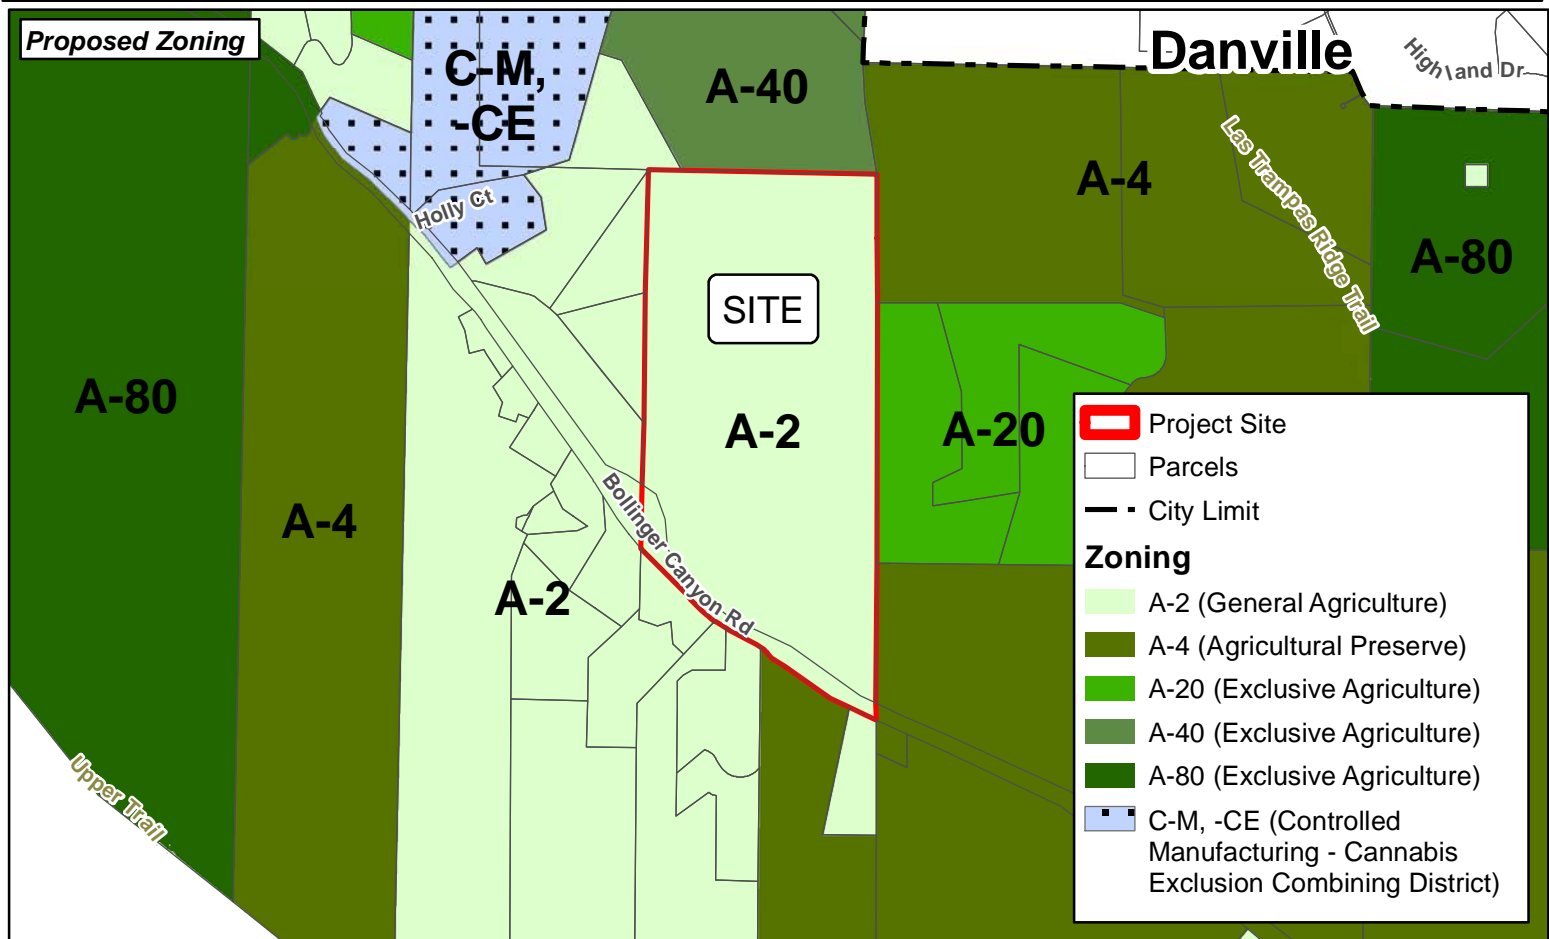 Proposed Zoning
C-M,
-CE
A-40
Danville
Highland Dr
A-4
Las Trampas Ridge Trail
A-80
Holly Ct
SITE
A-80
A-2
A-20
A-4
Bollinger Canyon Rd
A-2
Upper Trail
Project Site
Parcels
City Limit
Zoning
A-2 (General Agriculture)
A-4 (Agricultural Preserve)
A-20 (Exclusive Agriculture)
A-40 (Exclusive Agriculture)
A-80 (Exclusive Agriculture)
C-M, -CE (Controlled
Manufacturing - Cannabis
Exclusion Combining District)